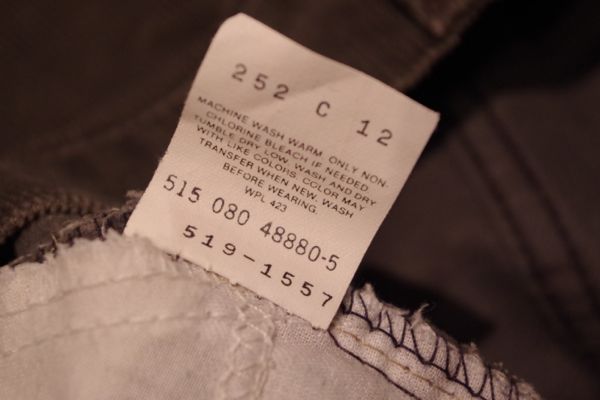 252 C 12
MACHINE WASH WARM ONLY NON-
CHLORINE BLEACH IF NEEDED.
TUMBLE DRY LOW. WASH AND DRY
WITH LIKE COLORS. COLOR MAY
TRANSFER WHEN NEW. WASH
BEFORE WEARING.
WPL 423
515 080 48880-5
519-1557